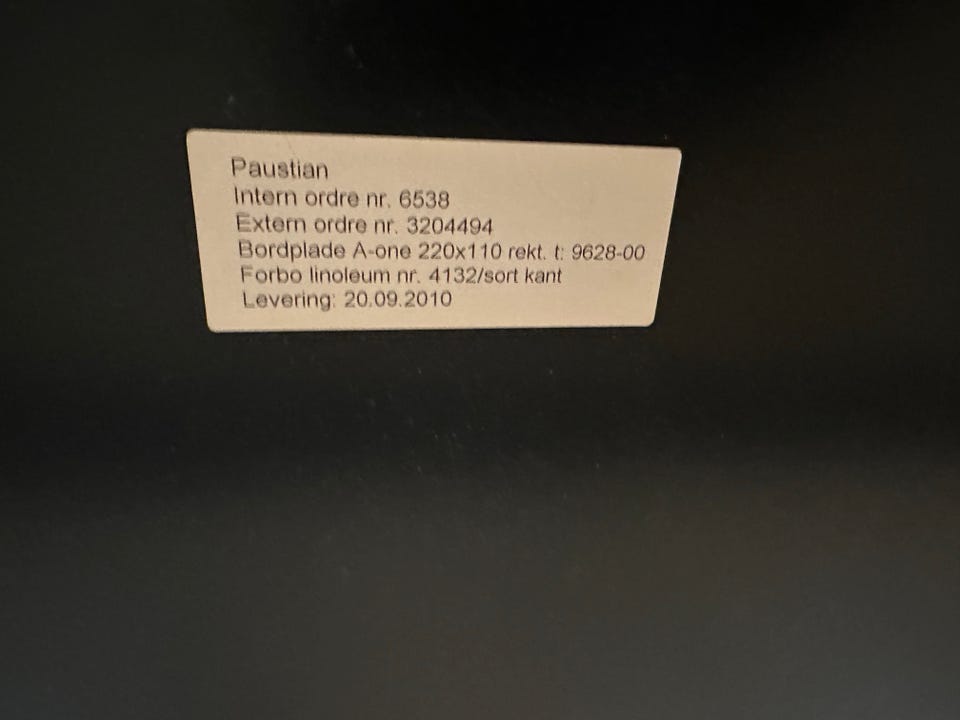 Paustian
Intern ordre nr. 6538
Extern ordre nr. 3204494
Bordplade A-one 220x110 rekt. t: 9628-00
Forbo linoleum nr. 4132/sort kant
Levering: 20.09.2010